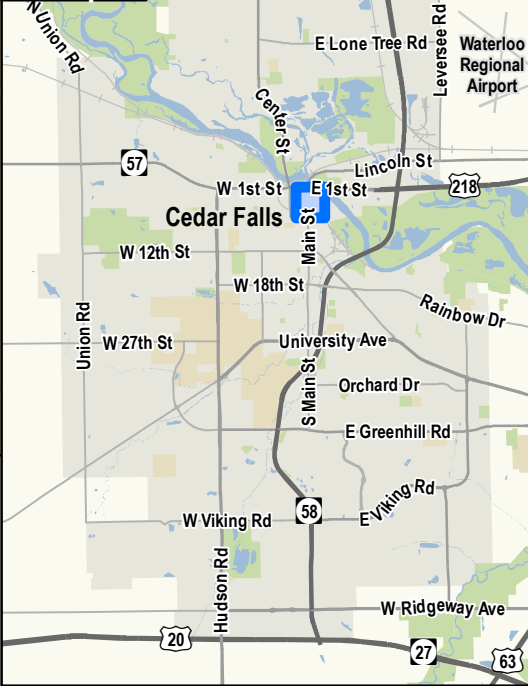 N Union Rd
E Lone Tree Rd
Leversee Rd
Waterloo
Regional
Airport
Center St
57
Lincoln St
W 1st St
E 1st St
218
Cedar Falls
Main St
W 12th St
W 18th St
Rainbow Dr
Union Rd
W 27th St
University Ave
S Main St
Orchard Dr
E Greenhill Rd
58
W Viking Rd
E Viking Rd
Hudson Rd
W Ridgeway Ave
20
27
63